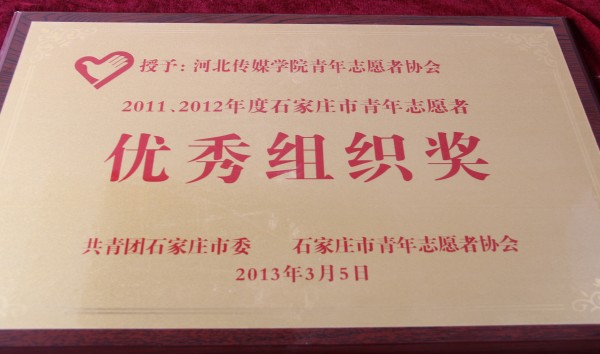 授予：河北传媒学院青年志愿者协会
2011、2012年度石家庄市青年志愿者
优秀组织奖
共青团石家庄市委 石家庄市青年志愿者协会
2013年3月5日